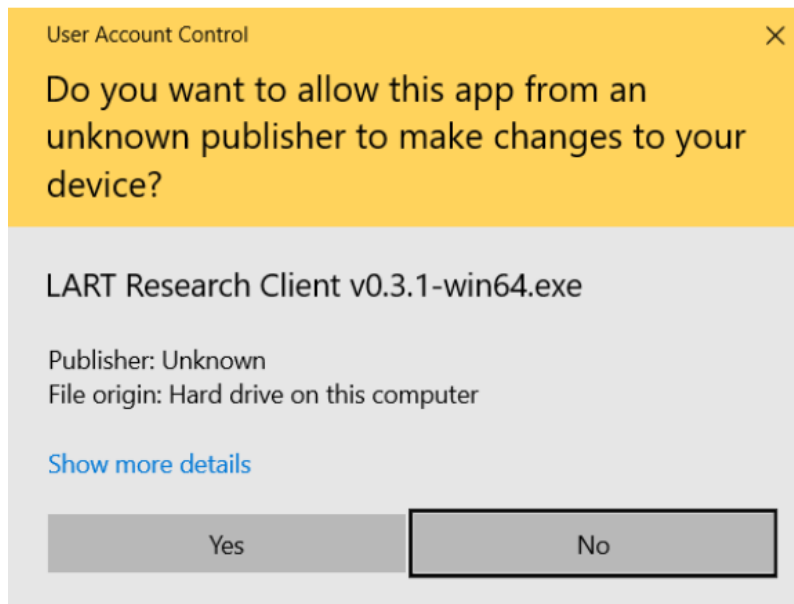 User Account Control
Do you want to allow this app from an
unknown publisher to make changes to your
device?
LART Research Client v0.3.1-win64.exe
Publisher: Unknown
File origin: Hard drive on this computer
Show more details
Yes
No